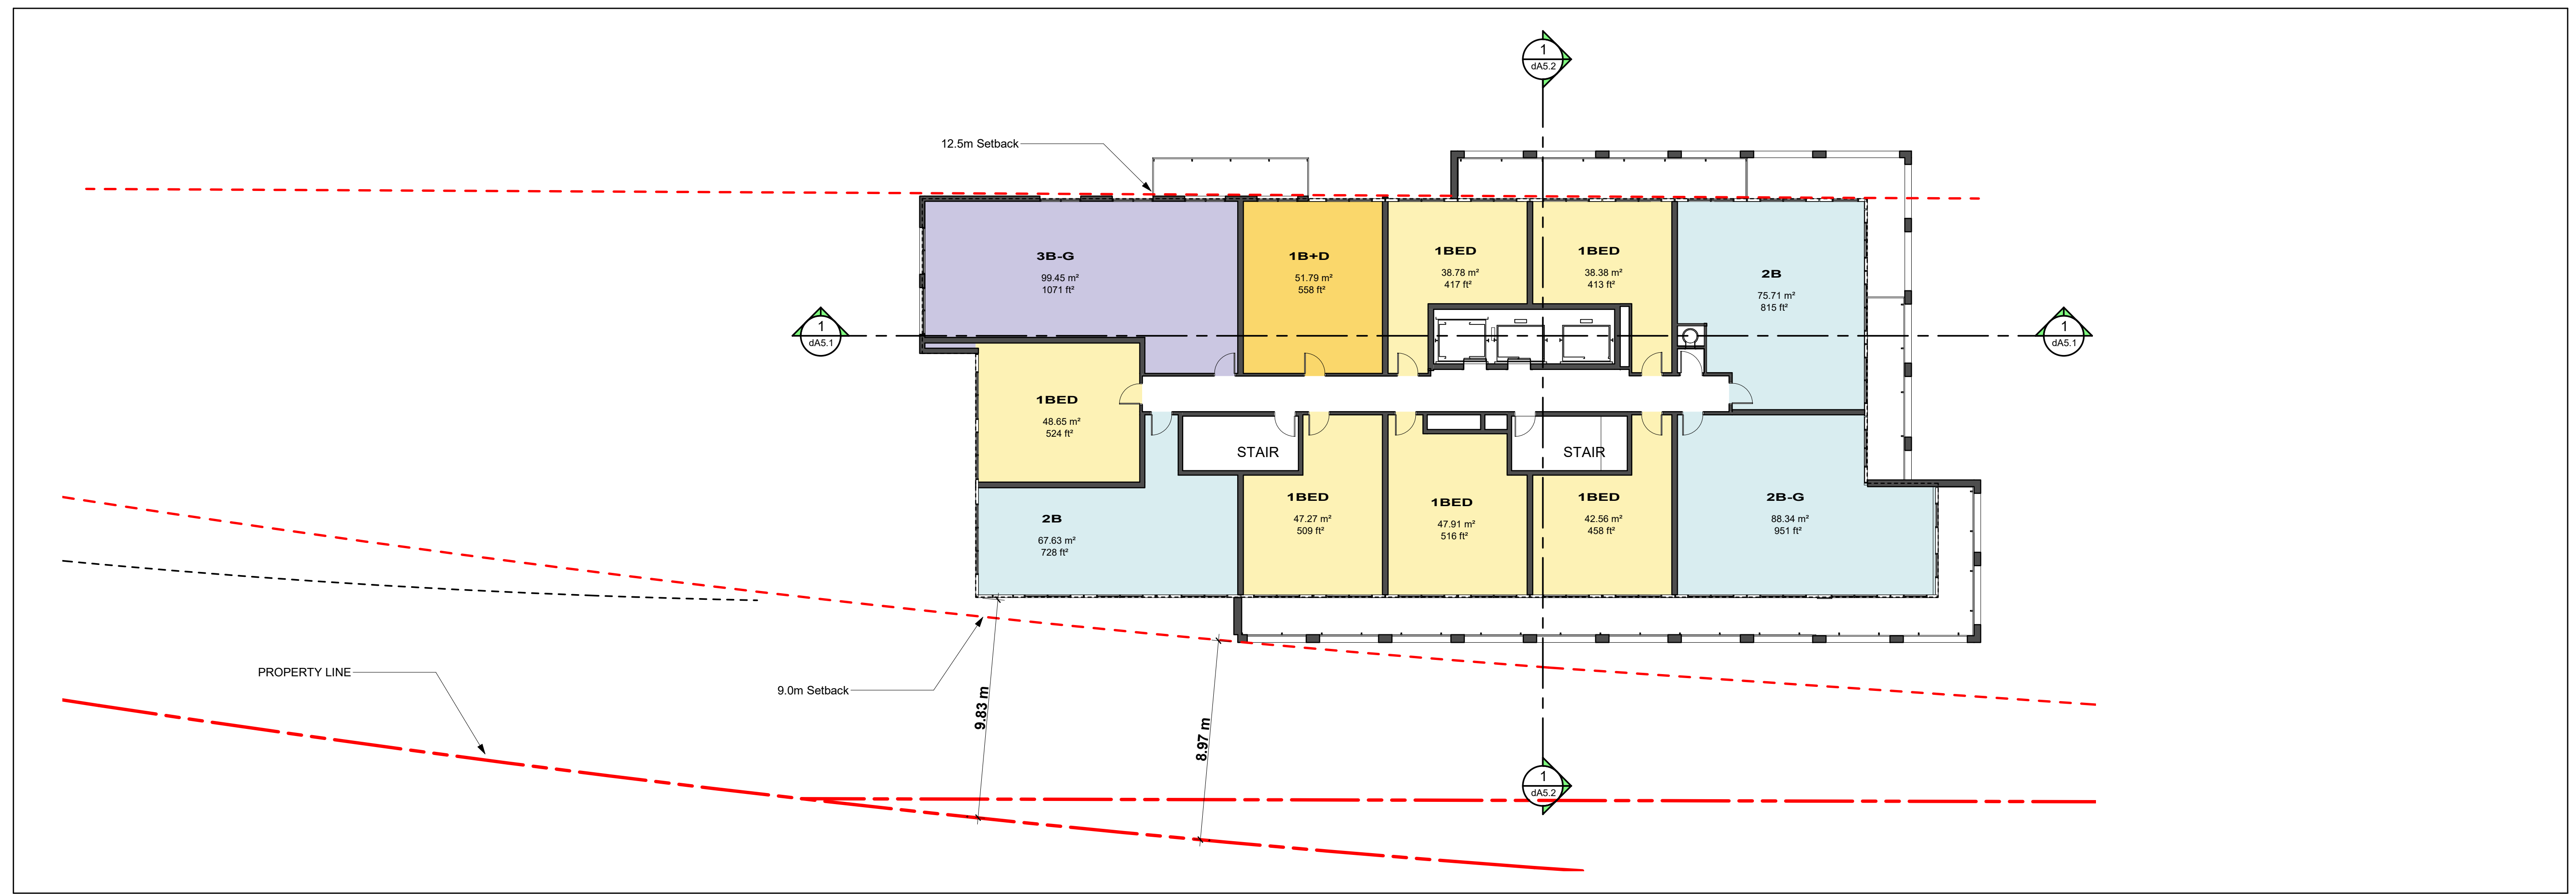 1
dA5.2
12.5m Setback
3B-G
99.45 m²
1071 ft²
1B+D
51.79 m²
558 ft²
1BED
38.78 m²
417 ft²
1BED
38.38 m²
413 ft²
2B
75.71 m²
815 ft²
1
dA5.1
1
dA5.1
1BED
48.65 m²
524 ft²
STAIR
STAIR
2B
67.63 m²
728 ft²
1BED
47.27 m²
509 ft²
1BED
47.91 m²
516 ft²
1BED
42.56 m²
458 ft²
2B-G
88.34 m²
951 ft²
PROPERTY LINE
9.0m Setback
9.83 m
8.97 m
1
dA5.2